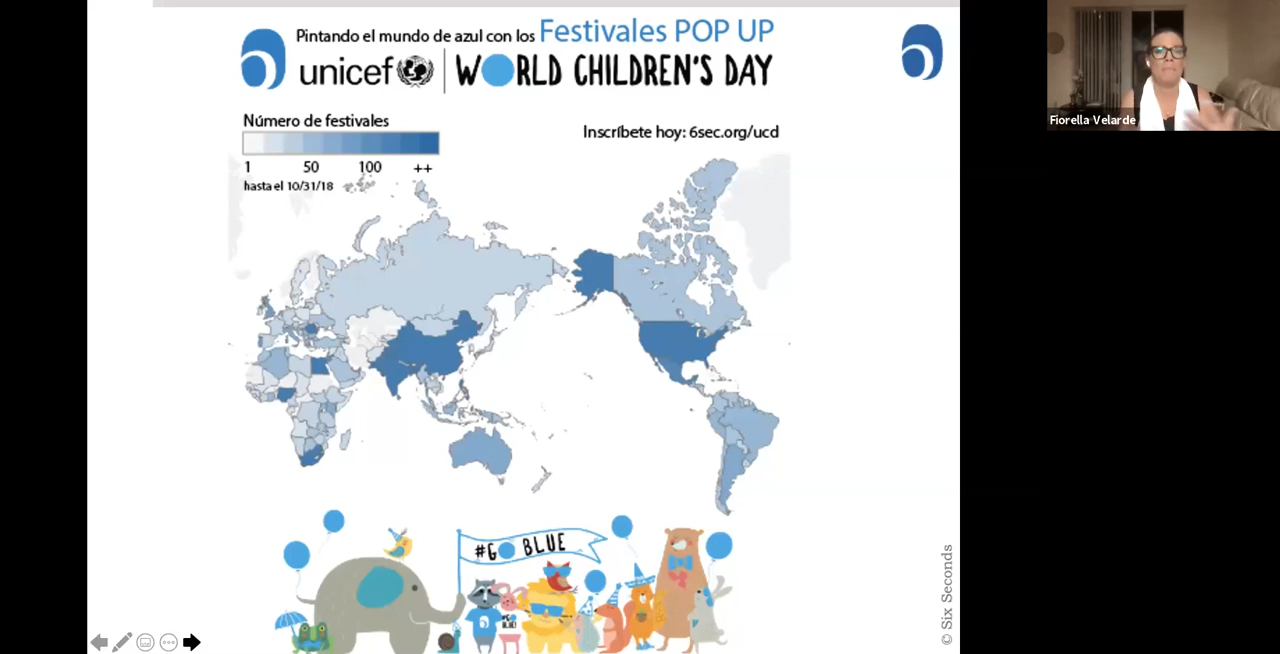 Pintando el mundo de azul con los Festivales POP UP
unicef | WORLD CHILDREN'S DAY
Número de festivales
Inscríbete hoy: 6sec.org/ucd
1 50 100 ++
hasta el 10/31/18
#GO BLUE
© Six Seconds
Fiorella Velarde